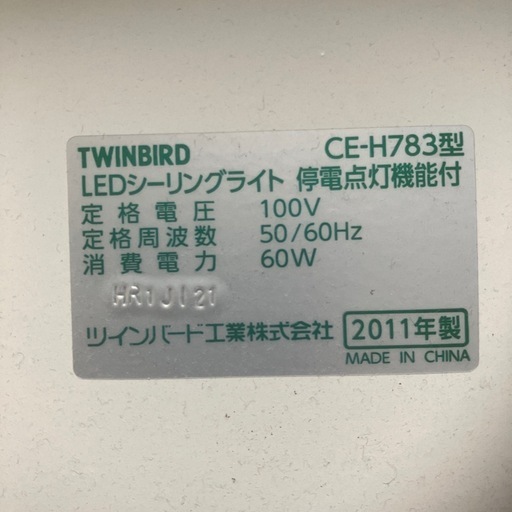 TWINBIRD CE-H783型
LEDシーリングライト 停電点灯機能付
定格電圧 100V
定格周波数 50/60Hz
消費電力 60W
HR1J121
ツインバード工業株式会社 2011年製
MADE IN CHINA